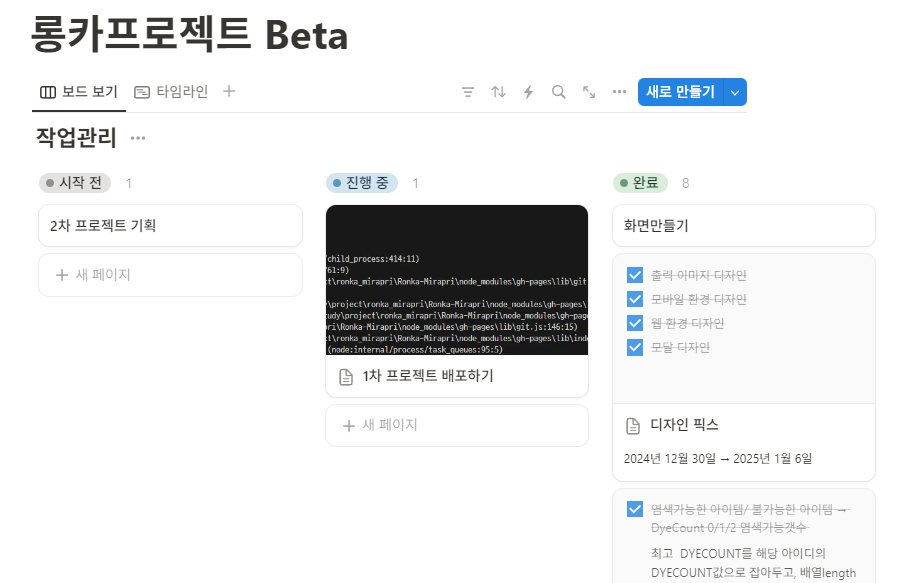 롱카프로젝트 Beta
보드 보기
타임라인
새로 만들기
작업관리
시작 전 1
2차 프로젝트 기획
새 페이지
진행 중 1
/child_process:414:11)
/61:9)
ct\ronka_mirapri\Ronka-Mirapri\node_modules\gh-pages\lib\git
y\project\ronka_mirapri\Ronka-Mirapri\node_modules\gh-pages\
tudy\project\ronka_mirapri\Ronka-Mirapri\node_modules\gh-page
pri\Ronka-Mirapri\node_modules\gh-pages\lib\git.js:146:15)
ct\ronka_mirapri\Ronka-Mirapri\node_modules\gh-pages\lib\inde
(node:internal/process/task_queues:95:5)
1차 프로젝트 배포하기
새 페이지
완료 8
화면만들기
출력 이미지 디자인
모바일 환경 디자인
웹 환경 디자인
모달 디자인
디자인 픽스
2024년 12월 30일 → 2025년 1월 6일
염색가능한 아이템/ 불가능한 아이템 →
DyeCount 0/1/2 염색가능갯수
최고 DYECOUNT를 해당 아이디의
DYECOUNT값으로 잡아두고, 배열length